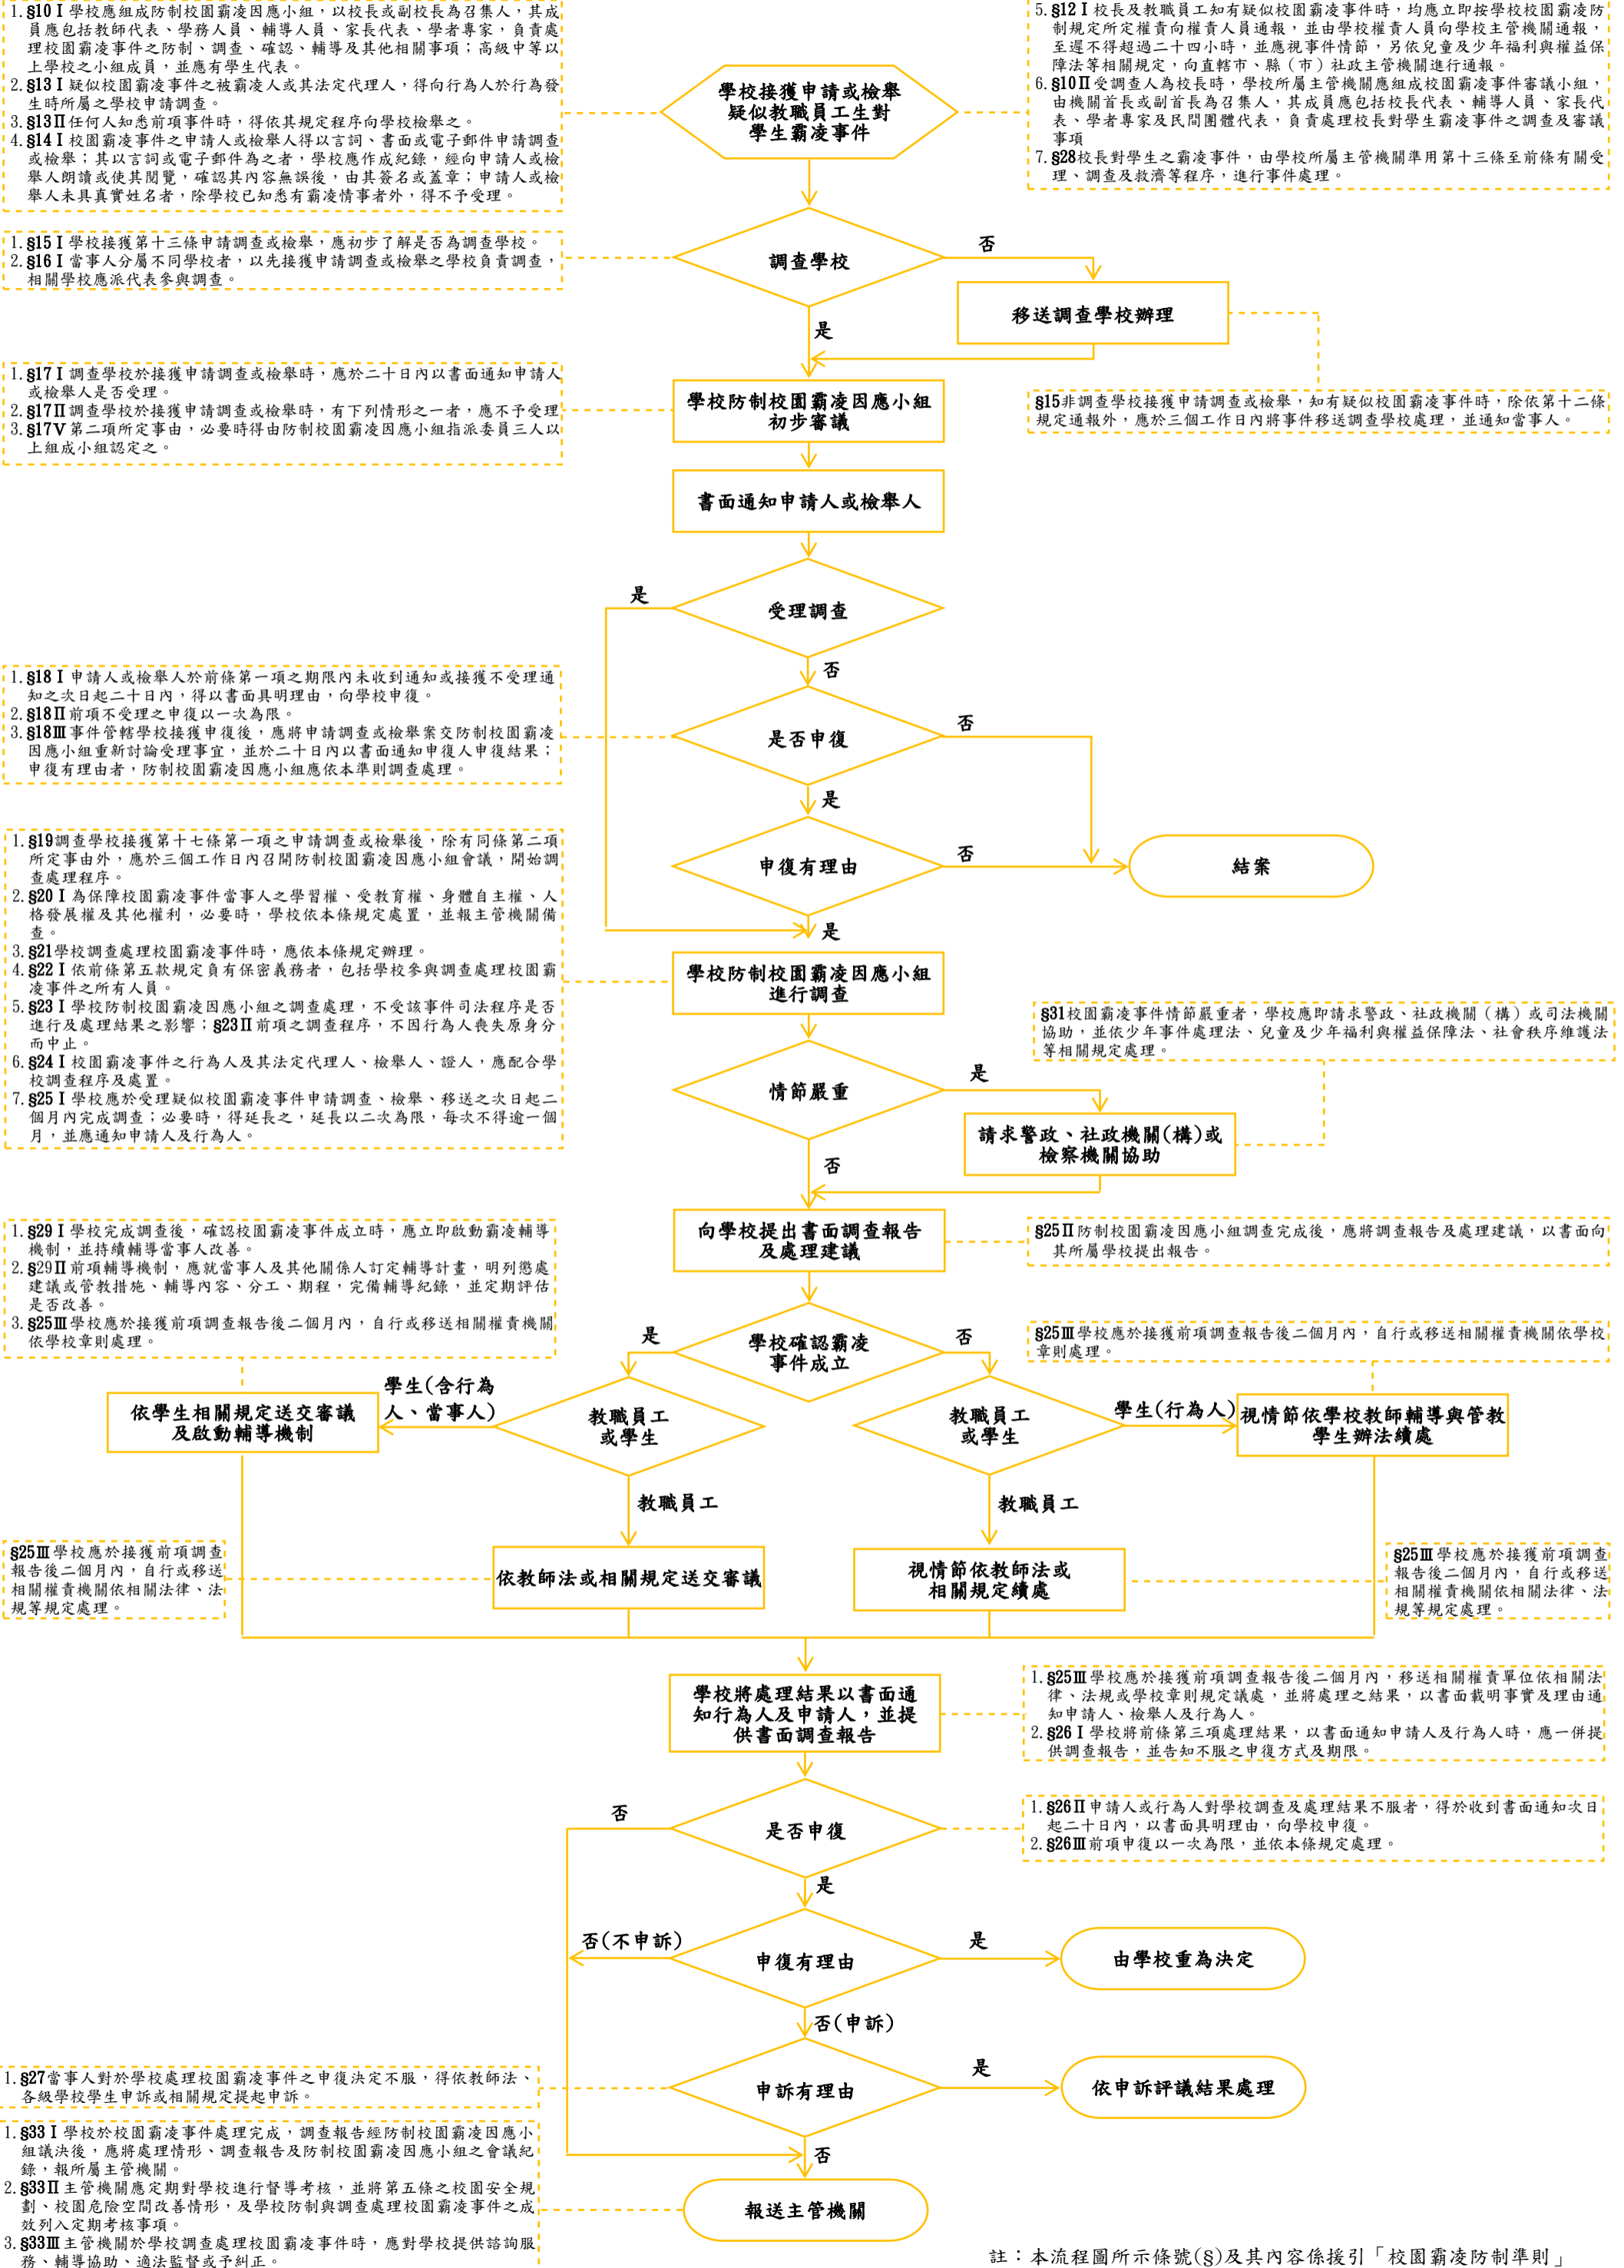 1.§10Ⅰ學校應組成防制校園霸凌因應小組，以校長或副校長為召集人，其成
員應包括教師代表、學務人員、輔導人員、家長代表、學者專家，負責處
理校園霸凌事件之防制、調查、確認、輔導及其他相關事項；高級中等以
上學校之小組成員，並應有學生代表。
2.§13Ⅰ疑似校園霸凌事件之被霸凌人或其法定代理人，得向行為人於行為發
生時所屬之學校申請調查。
3.§13Ⅱ任何人知悉前項事件時，得依其規定程序向學校檢舉之。
4.§14Ⅰ校園霸凌事件之申請人或檢舉人得以言詞、書面或電子郵件申請調查
或檢舉；其以言詞或電子郵件為之者，學校應作成紀錄，經向申請人或檢
舉人朗讀或使其閱覽，確認其內容無誤後，由其簽名或蓋章；申請人或檢
舉人未具真實姓名者，除學校已知悉有霸凌情事者外，得不予受理。
學校接獲申請或檢舉
疑似教職員工生對
學生霸凌事件
5.§12Ⅰ校長及教職員工知有疑似校園霸凌事件時，均應立即按學校校園霸凌防
制規定所定權責向權責人員通報，並由學校權責人員向學校主管機關通報，
至遲不得超過二十四小時，並應視事件情節，另依兒童及少年福利與權益保
障法等相關規定，向直轄市、縣（市）社政主管機關進行通報。
6.§10Ⅱ受調查人為校長時，學校所屬主管機關應組成校園霸凌事件審議小組，
由機關首長或副首長為召集人，其成員應包括校長代表、輔導人員、家長代
表、學者專家及民間團體代表，負責處理校長對學生霸凌事件之調查及審議
事項
7.§28校長對學生之霸凌事件，由學校所屬主管機關準用第十三條至前條有關受
理、調查及救濟等程序，進行事件處理。
1.§15Ⅰ學校接獲第十三條申請調查或檢舉，應初步了解是否為調查學校。
2.§16Ⅰ當事人分屬不同學校者，以先接獲申請調查或檢舉之學校負責調查，
相關學校應派代表參與調查。
調查學校
否
移送調查學校辦理
是
1.§17Ⅰ調查學校於接獲申請調查或檢舉時，應於二十日內以書面通知申請人
或檢舉人是否受理。
2.§17Ⅱ調查學校於接獲申請調查或檢舉時，有下列情形之一者，應不予受理
3.§17Ⅴ第二項所定事由，必要時得由防制校園霸凌因應小組指派委員三人以
上組成小組認定之。
學校防制校園霸凌因應小組
初步審議
§15非調查學校接獲申請調查或檢舉，知有疑似校園霸凌事件時，除依第十二條
規定通報外，應於三個工作日內將事件移送調查學校處理，並通知當事人。
書面通知申請人或檢舉人
是
受理調查
否
1.§18Ⅰ申請人或檢舉人於前條第一項之期限內未收到通知或接獲不受理通
知之次日起二十日內，得以書面具明理由，向學校申復。
2.§18Ⅱ前項不受理之申復以一次為限。
3.§18Ⅲ事件管轄學校接獲申復後，應將申請調查或檢舉案交防制校園霸凌
因應小組重新討論受理事宜，並於二十日內以書面通知申復人申復結果；
申復有理由者，防制校園霸凌因應小組應依本準則調查處理。
是否申復
否
是
申復有理由
否
結案
是
1.§19調查學校接獲第十七條第一項之申請調查或檢舉後，除有同條第二項
所定事由外，應於三個工作日內召開防制校園霸凌因應小組會議，開始調
查處理程序。
2.§20Ⅰ為保障校園霸凌事件當事人之學習權、受教育權、身體自主權、人
格發展權及其他權利，必要時，學校依本條規定處置，並報主管機關備
查。
3.§21學校調查處理校園霸凌事件時，應依本條規定辦理。
4.§22Ⅰ依前條第五款規定負有保密義務者，包括學校參與調查處理校園霸
凌事件之所有人員。
5.§23Ⅰ學校防制校園霸凌因應小組之調查處理，不受該事件司法程序是否
進行及處理結果之影響；§23Ⅱ前項之調查程序，不因行為人喪失原身分
而中止。
6.§24Ⅰ校園霸凌事件之行為人及其法定代理人、檢舉人、證人，應配合學
校調查程序及處置。
7.§25Ⅰ學校應於受理疑似校園霸凌事件申請調查、檢舉、移送之次日起二
個月內完成調查；必要時，得延長之，延長以二次為限，每次不得逾一個
月，並應通知申請人及行為人。
學校防制校園霸凌因應小組
進行調查
§31校園霸凌事件情節嚴重者，學校應即請求警政、社政機關（構）或司法機關
協助，並依少年事件處理法、兒童及少年福利與權益保障法、社會秩序維護法
等相關規定處理。
情節嚴重
是
請求警政、社政機關(構)或
檢察機關協助
否
向學校提出書面調查報告
及處理建議
§25Ⅱ防制校園霸凌因應小組調查完成後，應將調查報告及處理建議，以書面向
其所屬學校提出報告。
1.§29Ⅰ學校完成調查後，確認校園霸凌事件成立時，應立即啟動霸凌輔導
機制，並持續輔導當事人改善。
2.§29Ⅱ前項輔導機制，應就當事人及其他關係人訂定輔導計畫，明列懲處
建議或管教措施、輔導內容、分工、期程，完備輔導紀錄，並定期評估
是否改善。
3.§25Ⅲ學校應於接獲前項調查報告後二個月內，自行或移送相關權責機關
依學校章則處理。
是
學校確認霸凌
事件成立
否
§25Ⅲ學校應於接獲前項調查報告後二個月內，自行或移送相關權責機關依學校
章則處理。
依學生相關規定送交審議
及啟動輔導機制
學生(含行為
人、當事人)
教職員工
或學生
教職員工
或學生
學生(行為人)
視情節依學校教師輔導與管教
學生辦法續處
教職員工
教職員工
§25Ⅲ學校應於接獲前項調查
報告後二個月內，自行或移送
相關權責機關依相關法律、法
規等規定處理。
依教師法或相關規定送交審議
視情節依教師法或
相關規定續處
§25Ⅲ學校應於接獲前項調查
報告後二個月內，自行或移送
相關權責機關依相關法律、法
規等規定處理。
學校將處理結果以書面通
知行為人及申請人，並提
供書面調查報告
1.§25Ⅲ學校應於接獲前項調查報告後二個月內，移送相關權責單位依相關法
律、法規或學校章則規定議處，並將處理之結果，以書面載明事實及理由通
知申請人、檢舉人及行為人。
2.§26Ⅰ學校將前條第三項處理結果，以書面通知申請人及行為人時，應一併提
供調查報告，並告知不服之申復方式及期限。
否
是否申復
1.§26Ⅱ申請人或行為人對學校調查及處理結果不服者，得於收到書面通知次日
起二十日內，以書面具明理由，向學校申復。
2.§26Ⅲ前項申復以一次為限，並依本條規定處理。
是
否(不申訴)
申復有理由
是
由學校重為決定
否(申訴)
1.§27當事人對於學校處理校園霸凌事件之申復決定不服，得依教師法、
各級學校學生申訴或相關規定提起申訴。
申訴有理由
是
依申訴評議結果處理
否
1.§33Ⅰ學校於校園霸凌事件處理完成，調查報告經防制校園霸凌因應小
組議決後，應將處理情形、調查報告及防制校園霸凌因應小組之會議紀
錄，報所屬主管機關。
2.§33Ⅱ主管機關應定期對學校進行督導考核，並將第五條之校園安全規
劃、校園危險空間改善情形，及學校防制與調查處理校園霸凌事件之成
效列入定期考核事項。
3.§33Ⅲ主管機關於學校調查處理校園霸凌事件時，應對學校提供諮詢服
務、輔導協助、適法監督或予糾正。
報送主管機關
註：本流程圖所示條號(§)及其內容係援引「校園霸凌防制準則」